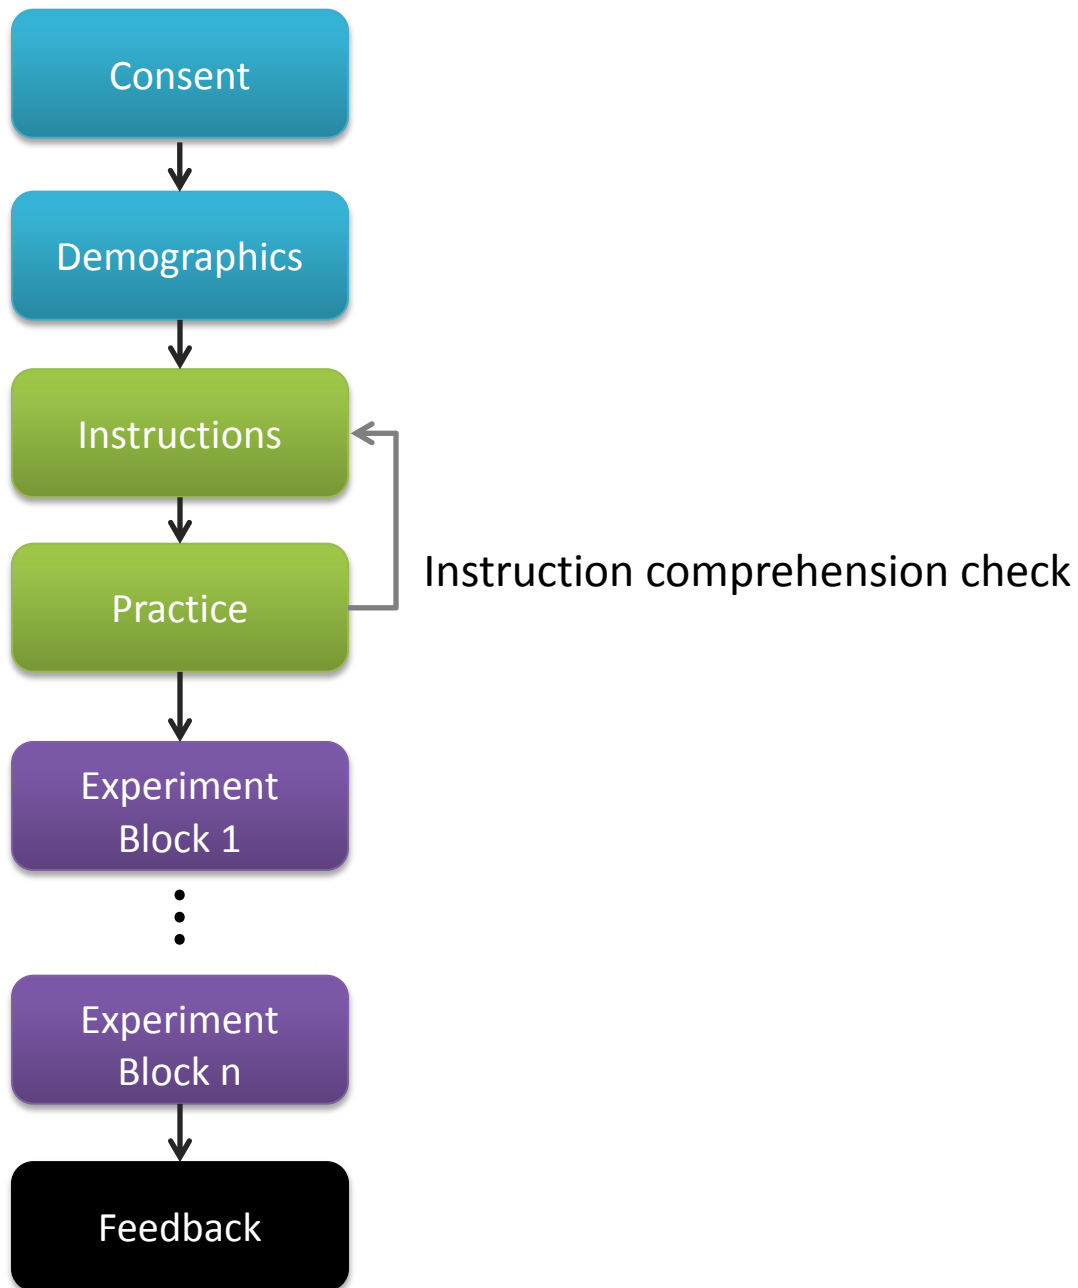 Consent
Demographics
Instructions
Instruction comprehension check
Practice
Experiment
Block 1
Experiment
Block n
Feedback